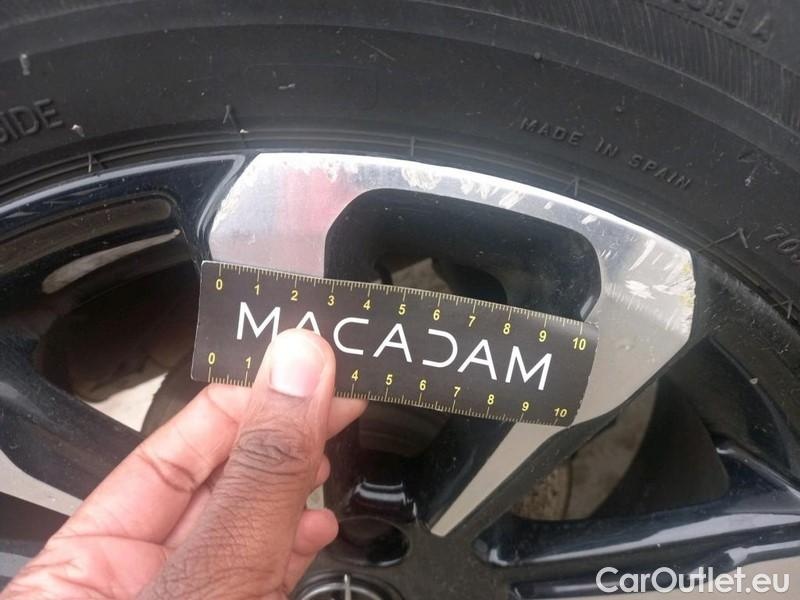 ORE A
SIDE
MADE IN SPAIN
0 1 2 3 4 5 6 7 8 9 10
MACADAM
0 1 4 5 6 7 8 9 10
CarOutlet.eu